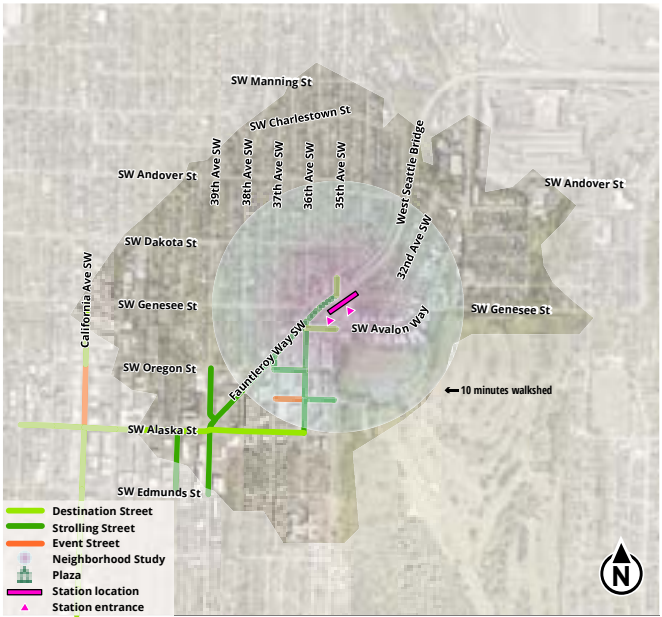 SW Manning St
SW Charlestown St
39th Ave SW
38th Ave SW
37th Ave SW
36th Ave SW
35th Ave SW
West Seattle Bridge
SW Andover St
SW Andover St
32nd Ave SW
SW Dakota St
California Ave SW
SW Genesee St
SW Genesee St
SW Avalon Way
Fauntleroy Way SW
SW Oregon St
10 minutes walkshed
SW Alaska St
SW Edmunds St
Destination Street
Strolling Street
Event Street
Neighborhood Study
Plaza
Station location
Station entrance
N